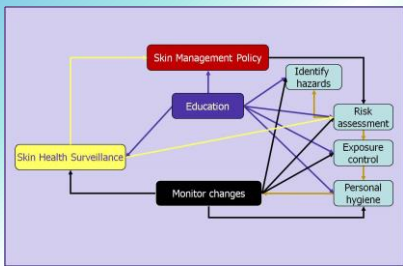 Skin Management Policy
Identify
hazards
Education
Risk
assessment
Exposure
control
Skin Health Surveillance
Personal
hygiene
Monitor changes